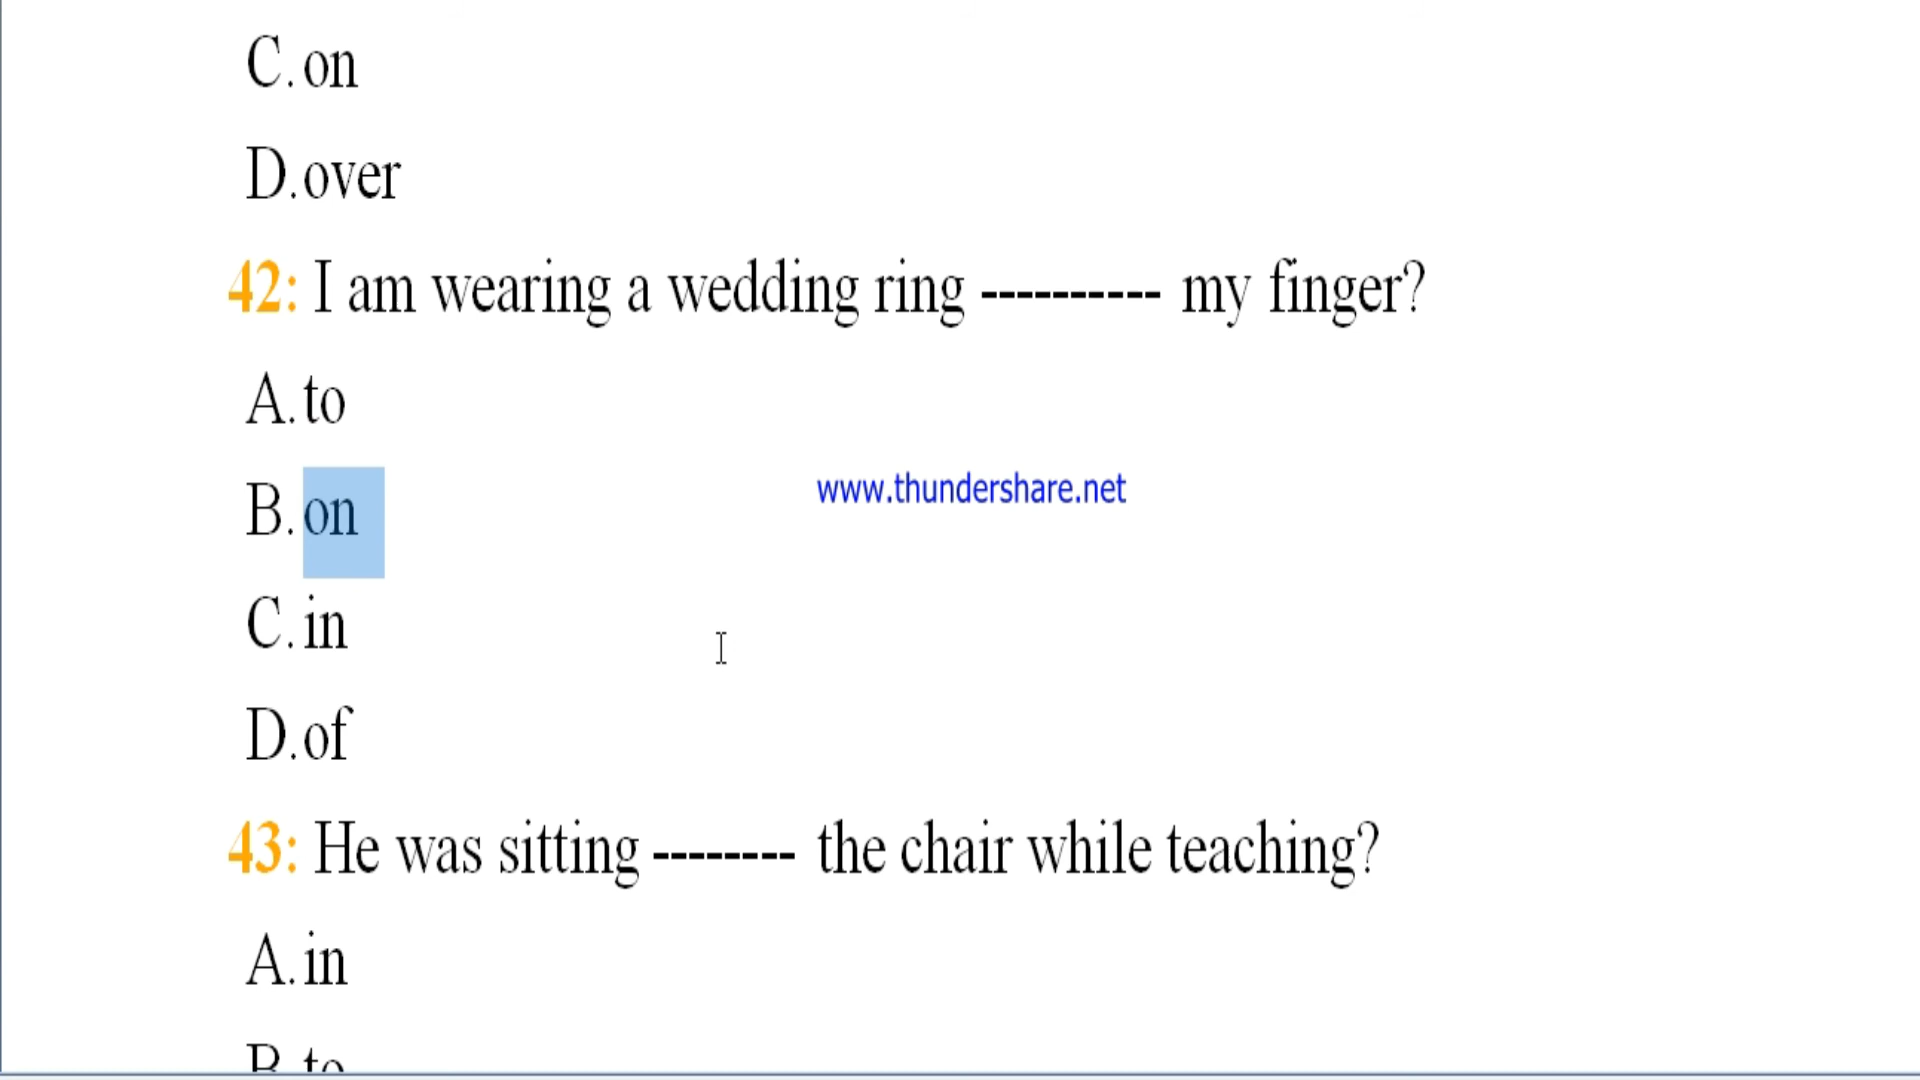 C. on
D. over
42: I am wearing a wedding ring ---------- my finger?
A. to
B. on
www.thundershare.net
C. in
D. of
43: He was sitting -------- the chair while teaching?
A. in
B. to